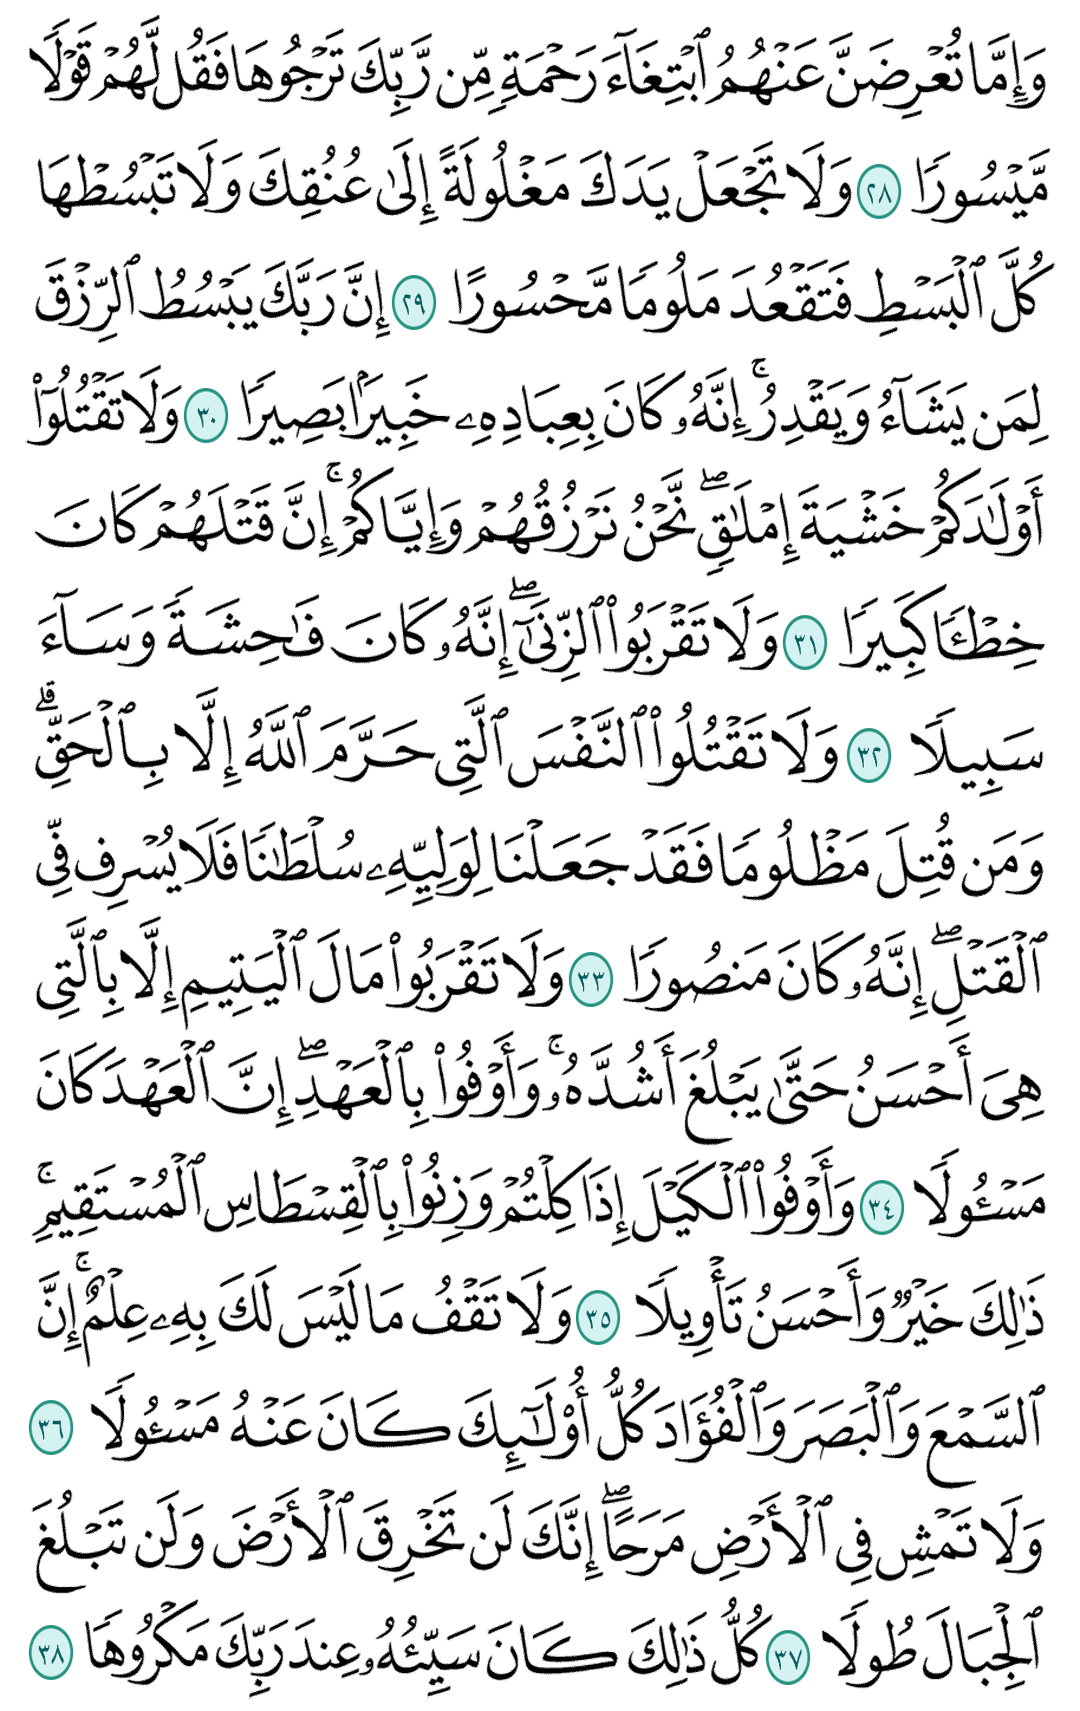 وَإِمَّا تُعۡرِضَنَّ عَنۡهُمُ ٱبۡتِغَآءَ رَحۡمَةٖ مِّن رَّبِّكَ تَرۡجُوهَا فَقُل لَّهُمۡ قَوۡلٗا
مَّيۡسُورٗا ٢٨ وَلَا تَجۡعَلۡ يَدَكَ مَغۡلُولَةً إِلَىٰ عُنُقِكَ وَلَا تَبۡسُطۡهَا
كُلَّ ٱلۡبَسۡطِ فَتَقۡعُدَ مَلُومٗا مَّحۡسُورًا ٢٩ إِنَّ رَبَّكَ يَبۡسُطُ ٱلرِّزۡقَ
لِمَن يَشَآءُ وَيَقۡدِرُۚ إِنَّهُۥ كَانَ بِعِبَادِهِۦ خَبِيرَۢا بَصِيرٗا ٣٠ وَلَا تَقۡتُلُوٓاْ
أَوۡلَٰدَكُمۡ خَشۡيَةَ إِمۡلَٰقٖۖ نَّحۡنُ نَرۡزُقُهُمۡ وَإِيَّاكُمۡۚ إِنَّ قَتۡلَهُمۡ كَانَ
خِطۡـٔٗا كَبِيرٗا ٣١ وَلَا تَقۡرَبُواْ ٱلزِّنَىٰٓۖ إِنَّهُۥ كَانَ فَٰحِشَةٗ وَسَآءَ
سَبِيلٗا ٣٢ وَلَا تَقۡتُلُواْ ٱلنَّفۡسَ ٱلَّتِي حَرَّمَ ٱللَّهُ إِلَّا بِٱلۡحَقِّۗ
وَمَن قُتِلَ مَظۡلُومٗا فَقَدۡ جَعَلۡنَا لِوَلِيِّهِۦ سُلۡطَٰنٗا فَلَا يُسۡرِف فِّي
ٱلۡقَتۡلِۖ إِنَّهُۥ كَانَ مَنصُورٗا ٣٣ وَلَا تَقۡرَبُواْ مَالَ ٱلۡيَتِيمِ إِلَّا بِٱلَّتِي
هِيَ أَحۡسَنُ حَتَّىٰ يَبۡلُغَ أَشُدَّهُۥۚ وَأَوۡفُواْ بِٱلۡعَهۡدِۖ إِنَّ ٱلۡعَهۡدَ كَانَ
مَسۡـُٔولٗا ٣٤ وَأَوۡفُواْ ٱلۡكَيۡلَ إِذَا كِلۡتُمۡ وَزِنُواْ بِٱلۡقِسۡطَاسِ ٱلۡمُسۡتَقِيمِۚ
ذَٰلِكَ خَيۡرٞ وَأَحۡسَنُ تَأۡوِيلٗا ٣٥ وَلَا تَقۡفُ مَا لَيۡسَ لَكَ بِهِۦ عِلۡمٌۚ إِنَّ
ٱلسَّمۡعَ وَٱلۡبَصَرَ وَٱلۡفُؤَادَ كُلُّ أُوْلَٰٓئِكَ كَانَ عَنۡهُ مَسۡـُٔولٗا ٣٦
وَلَا تَمۡشِ فِي ٱلۡأَرۡضِ مَرَحًاۖ إِنَّكَ لَن تَخۡرِقَ ٱلۡأَرۡضَ وَلَن تَبۡلُغَ
ٱلۡجِبَالَ طُولٗا ٣٧ كُلُّ ذَٰلِكَ كَانَ سَيِّئُهُۥ عِندَ رَبِّكَ مَكۡرُوهٗا ٣٨